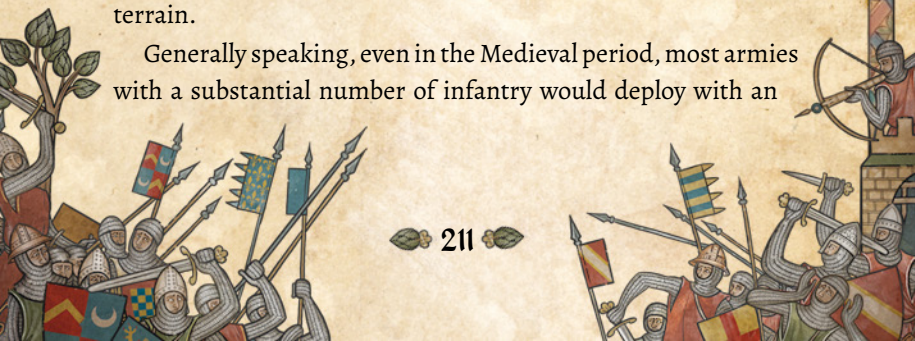 terrain.
Generally speaking, even in the Medieval period, most armies
with a substantial number of infantry would deploy with an
211